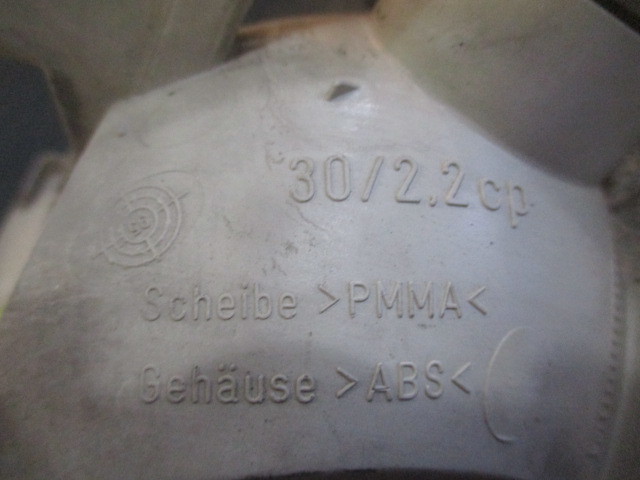 30/2,2cp
Scheibe >PMMA<
Gehäuse >ABS<